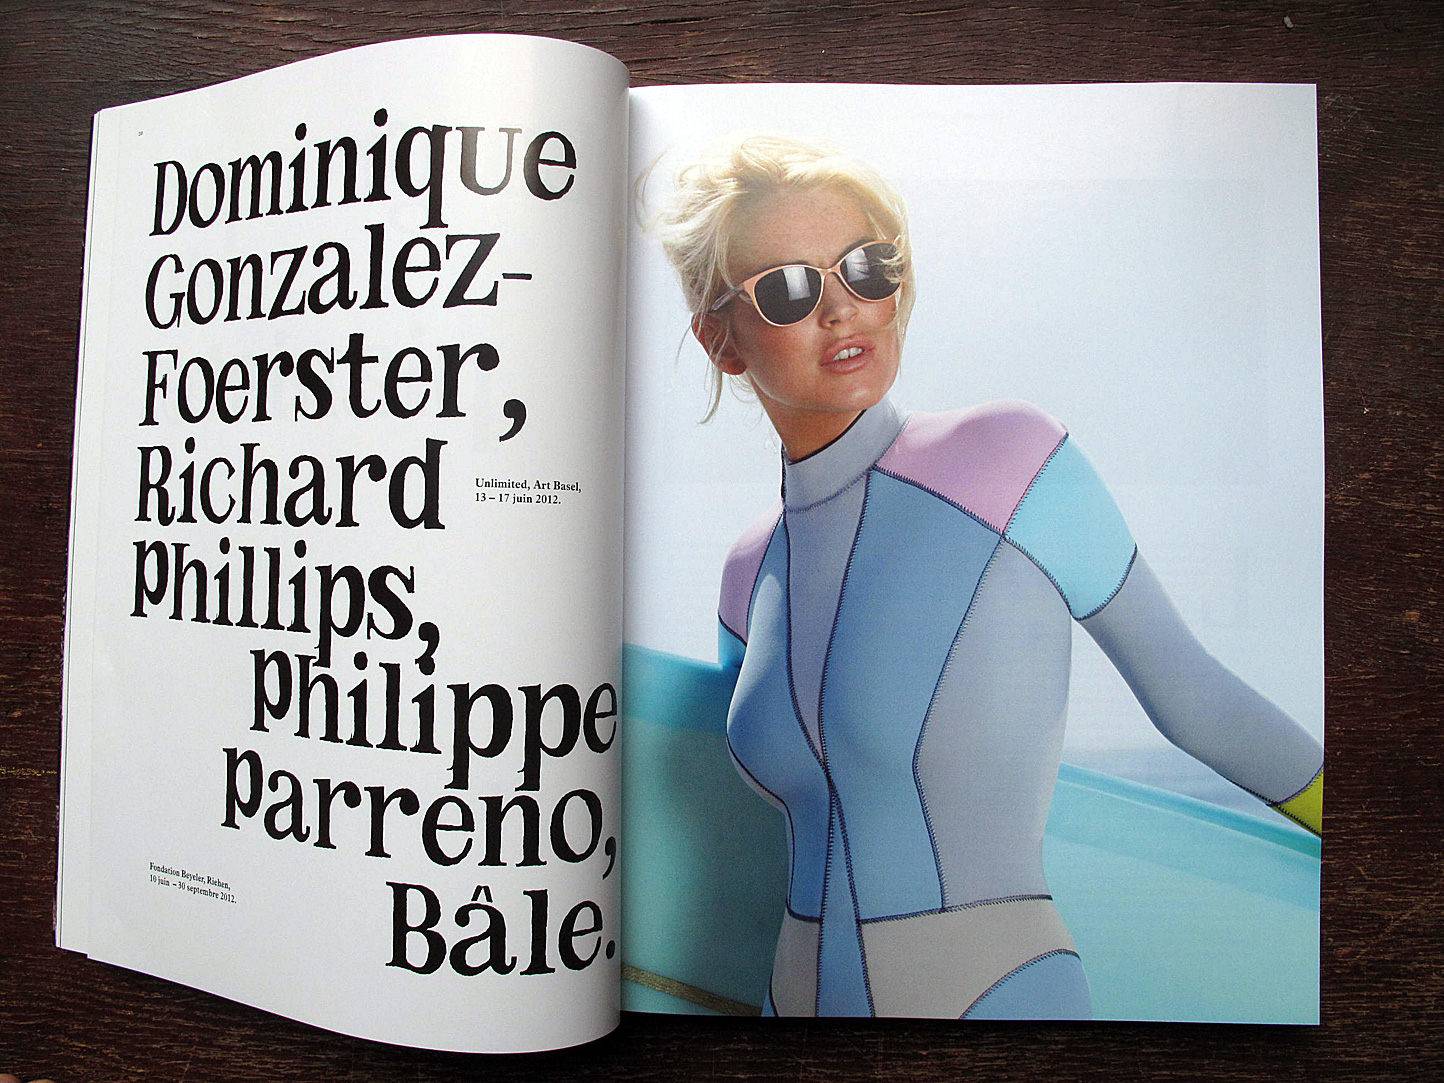 50
Dominique
Gonzalez-
Foerster,
Richard
Phillips,
Philippe
Parreno,
Bâle.
Unlimited, Art Basel,
13 – 17 juin 2012.
Fondation Beyeler, Riehen,
10 juin – 30 septembre 2012.